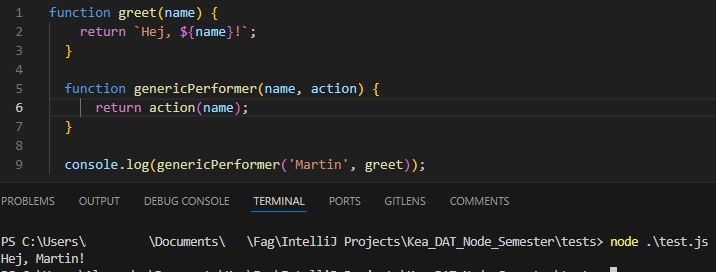 1 function greet(name) {
2 return `Hej, ${name}!`;
3 }
4
5 function genericPerformer(name, action) {
6 return action(name);
7 }
8
9 console.log(genericPerformer('Martin', greet));
PROBLEMS OUTPUT DEBUG CONSOLE TERMINAL PORTS GITLENS COMMENTS
PS C:\Users\ \Documents\ \Fag\IntelliJ Projects\Kea_DAT_Node_Semester\tests> node .\test.js
Hej, Martin!